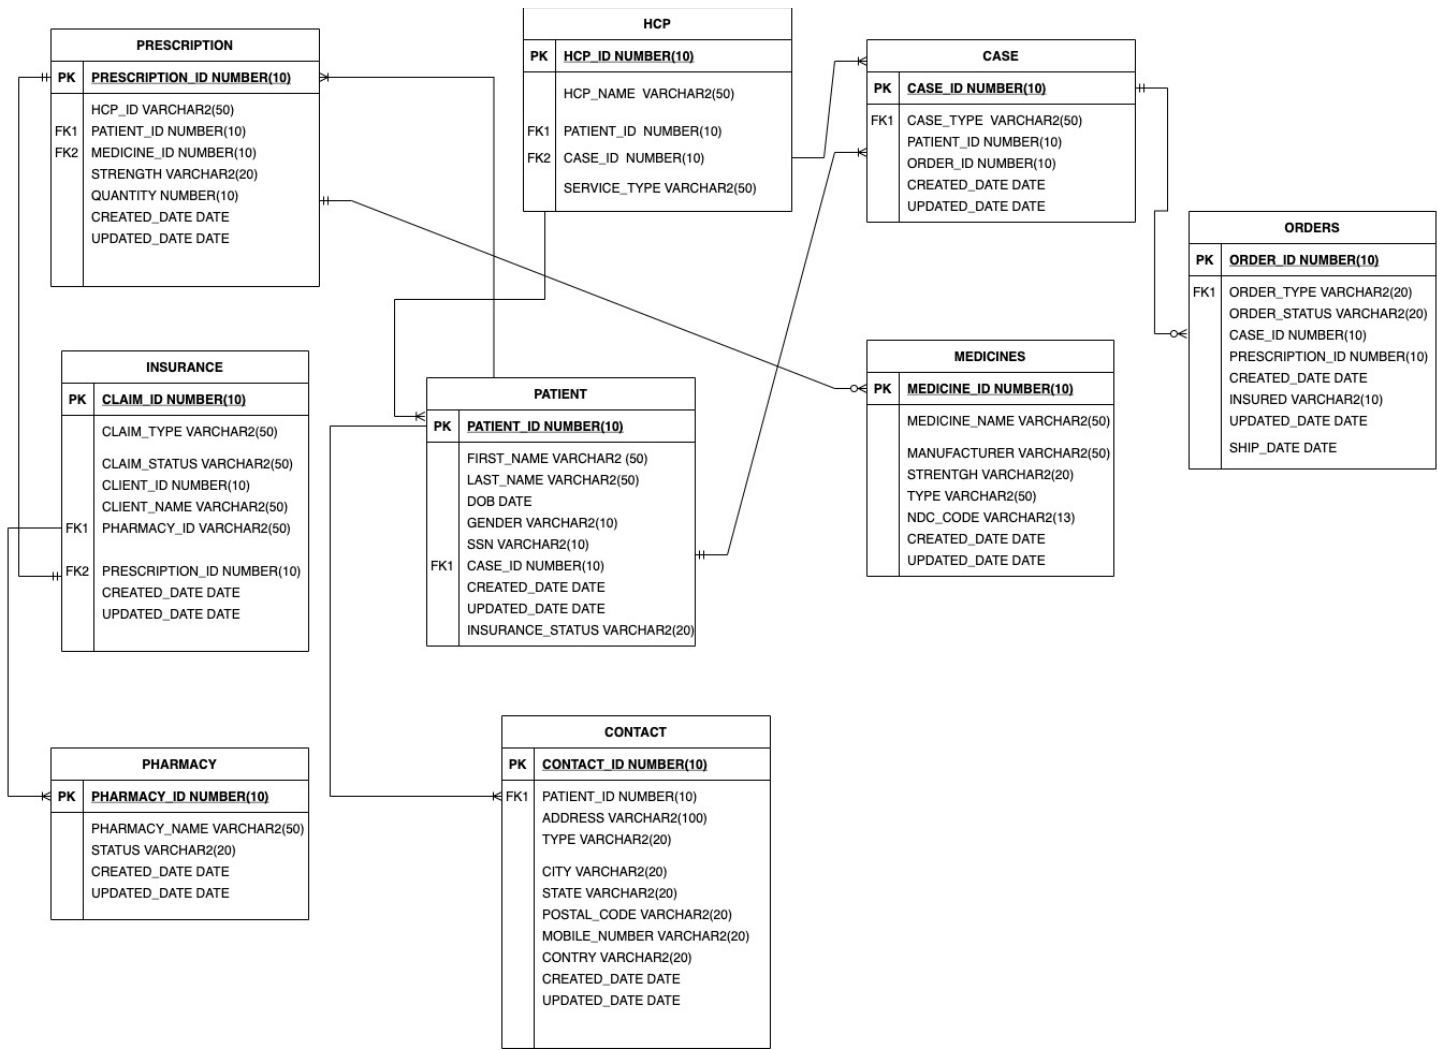 PRESCRIPTION
PK PRESCRIPTION_ID NUMBER(10)
HCP_ID VARCHAR2(50)
FK1 PATIENT_ID NUMBER(10)
FK2 MEDICINE_ID NUMBER(10)
STRENGTH VARCHAR2(20)
QUANTITY NUMBER(10)
CREATED_DATE DATE
UPDATED_DATE DATE
HCP
PK HCP_ID NUMBER(10)
HCP_NAME VARCHAR2(50)
FK1 PATIENT_ID NUMBER(10)
FK2 CASE_ID NUMBER(10)
SERVICE_TYPE VARCHAR2(50)
CASE
PK CASE_ID NUMBER(10)
FK1 CASE_TYPE VARCHAR2(50)
PATIENT_ID NUMBER(10)
ORDER_ID NUMBER(10)
CREATED_DATE DATE
UPDATED_DATE DATE
ORDERS
PK ORDER_ID NUMBER(10)
FK1 ORDER_TYPE VARCHAR2(20)
ORDER_STATUS VARCHAR2(20)
CASE_ID NUMBER(10)
PRESCRIPTION_ID NUMBER(10)
CREATED_DATE DATE
INSURED VARCHAR2(10)
UPDATED_DATE DATE
SHIP_DATE DATE
INSURANCE
PK CLAIM_ID NUMBER(10)
CLAIM_TYPE VARCHAR2(50)
CLAIM_STATUS VARCHAR2(50)
CLIENT_ID NUMBER(10)
CLIENT_NAME VARCHAR2(50)
FK1 PHARMACY_ID VARCHAR2(50)
FK2 PRESCRIPTION_ID NUMBER(10)
CREATED_DATE DATE
UPDATED_DATE DATE
PATIENT
PK PATIENT_ID NUMBER(10)
FIRST_NAME VARCHAR2 (50)
LAST_NAME VARCHAR2(50)
DOB DATE
GENDER VARCHAR2(10)
SSN VARCHAR2(10)
FK1 CASE_ID NUMBER(10)
CREATED_DATE DATE
UPDATED_DATE DATE
INSURANCE_STATUS VARCHAR2(20)
MEDICINES
PK MEDICINE_ID NUMBER(10)
MEDICINE_NAME VARCHAR2(50)
MANUFACTURER VARCHAR2(50)
STRENTGH VARCHAR2(20)
TYPE VARCHAR2(50)
NDC_CODE VARCHAR2(13)
CREATED_DATE DATE
UPDATED_DATE DATE
PHARMACY
PK PHARMACY_ID NUMBER(10)
PHARMACY_NAME VARCHAR2(50)
STATUS VARCHAR2(20)
CREATED_DATE DATE
UPDATED_DATE DATE
CONTACT
PK CONTACT_ID NUMBER(10)
FK1 PATIENT_ID NUMBER(10)
ADDRESS VARCHAR2(100)
TYPE VARCHAR2(20)
CITY VARCHAR2(20)
STATE VARCHAR2(20)
POSTAL_CODE VARCHAR2(20)
MOBILE_NUMBER VARCHAR2(20)
CONTRY VARCHAR2(20)
CREATED_DATE DATE
UPDATED_DATE DATE